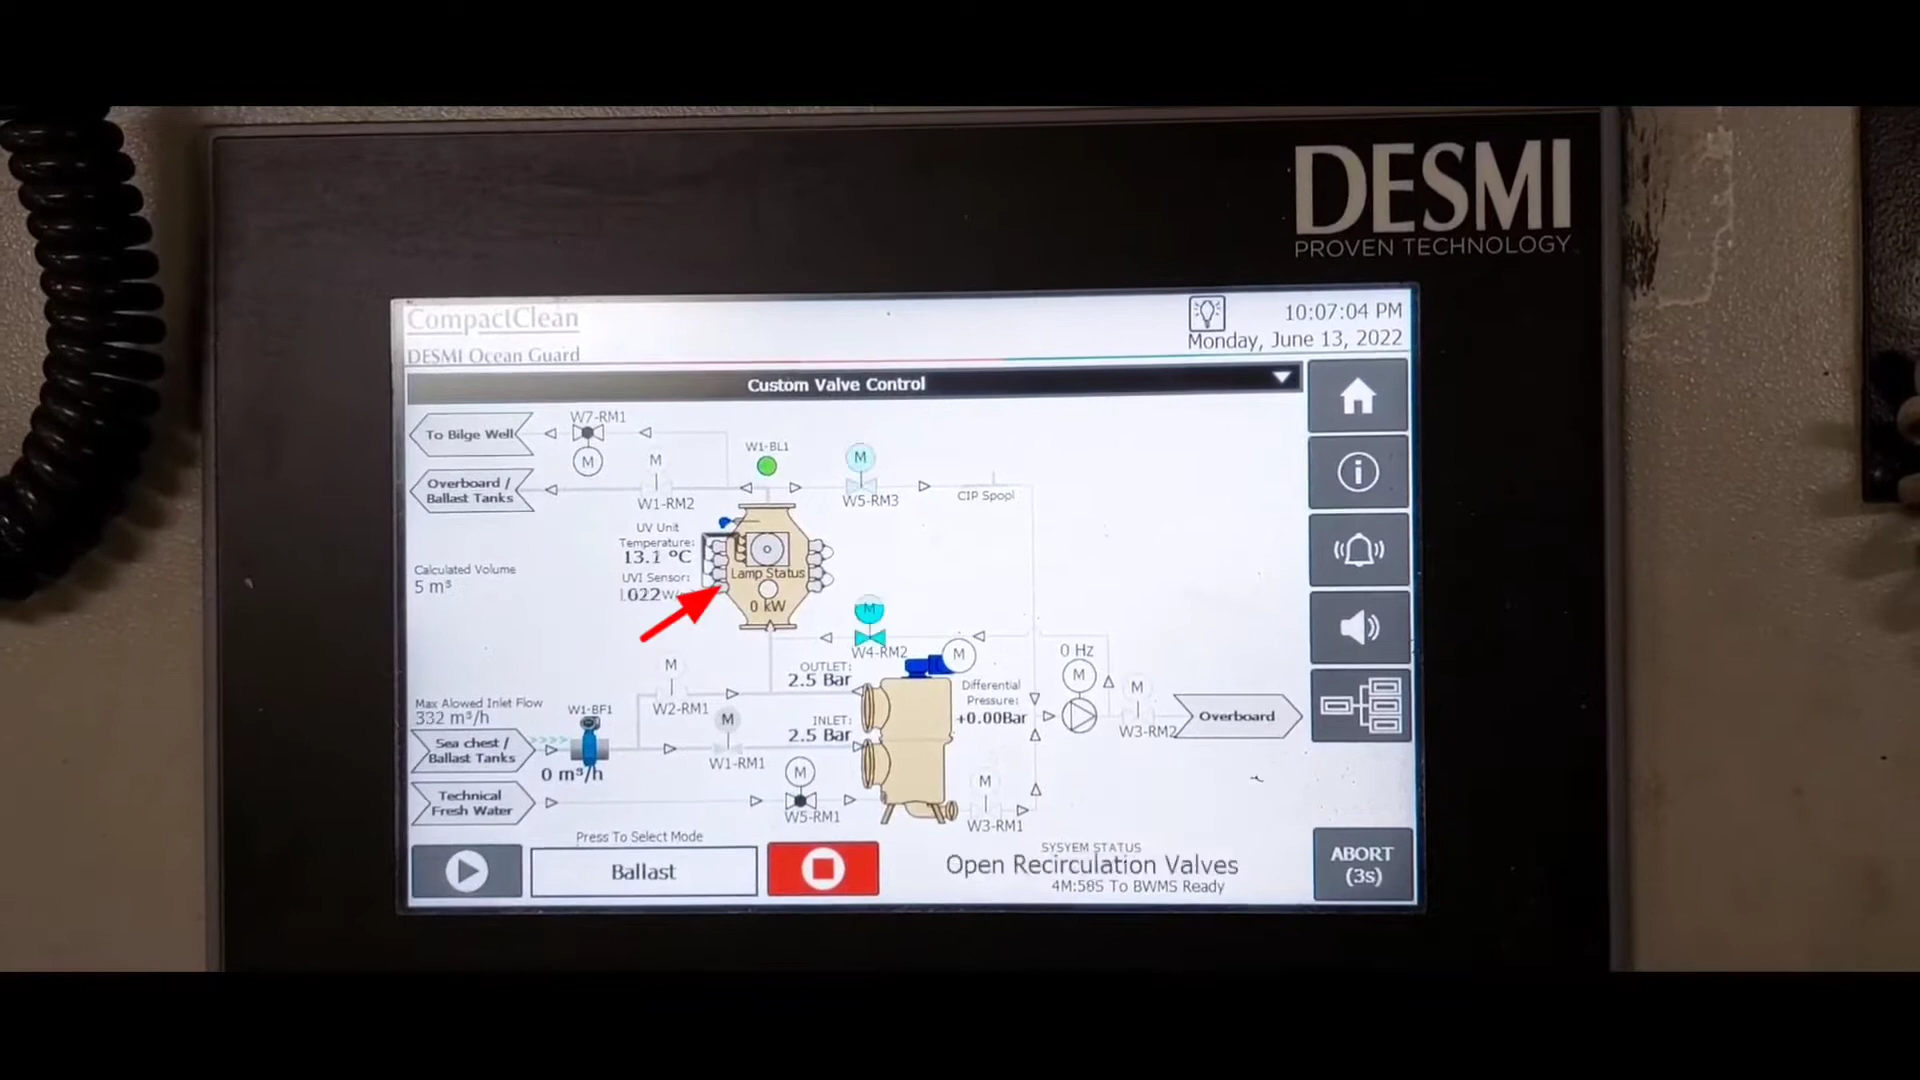 DESMI
PROVEN TECHNOLOGY
CompactClean
DESMI Ocean Guard
10:07:04 PM
Monday, June 13, 2022
Custom Valve Control
To Bilge Well
W7-RM1
M
Overboard /
Ballast Tanks
M
W1-RM2
W1-BL1
M
W5-RM3
CIP Spool
UV Unit
Temperature:
13.1 ºC
UVI Sensor:
Lamp Status
0 kW
Calculated Volume
5 m³
M
W4-RM2
M
OUTLET:
2.5 Bar
INLET:
2.5 Bar
Differential
Pressure:
+0.00Bar
0 Hz
M
M
W3-RM2
Overboard
Max Alowed Inlet Flow
332 m³/h
W1-BF1
Sea chest /
Ballast Tanks
0 m³/h
M
W2-RM1
M
W1-RM1
Technical
Fresh Water
M
W5-RM1
M
W3-RM1
Press To Select Mode
Ballast
SYSYEM STATUS
Open Recirculation Valves
4M:58S To BWMS Ready
ABORT
(3s)